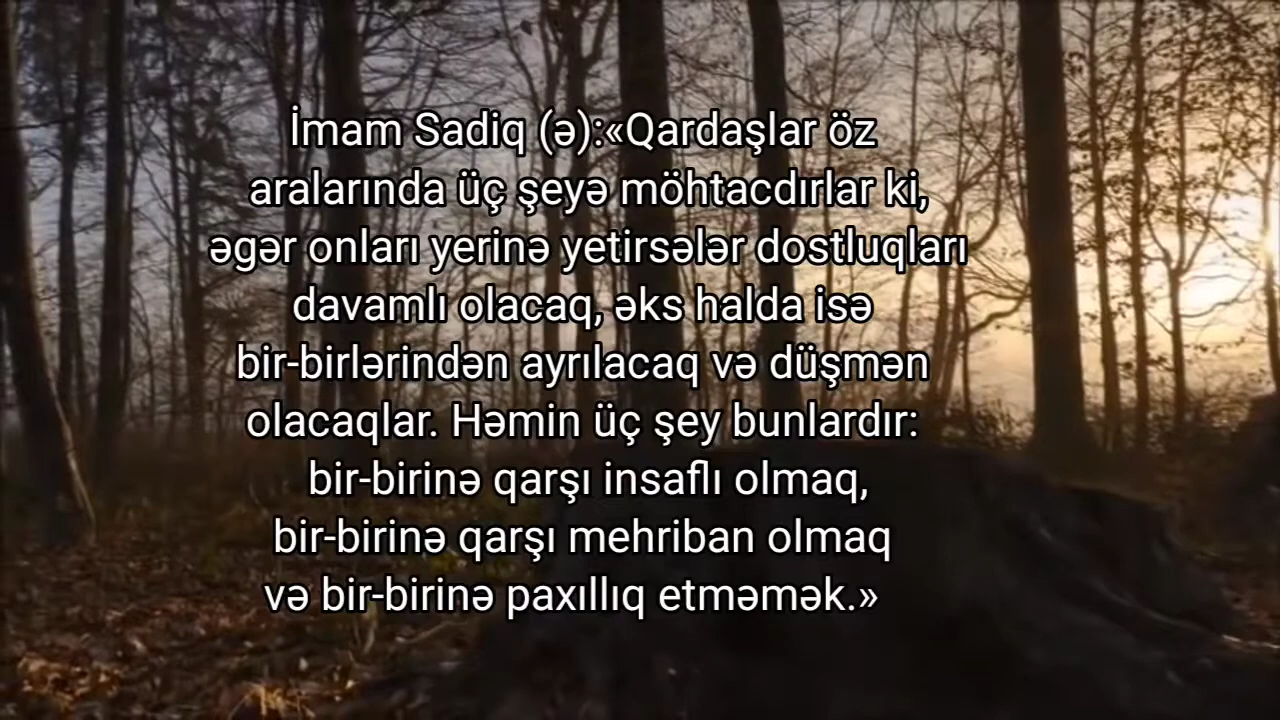 İmam Sadiq (ə):«Qardaşlar öz
aralarında üç şeyə möhtacdırlar ki,
əgər onları yerinə yetirsələr dostluqları
davamlı olacaq, əks halda isə
bir-birlərindən ayrılacaq və düşmən
olacaqlar. Həmin üç şey bunlardır:
bir-birinə qarşı insaflı olmaq,
bir-birinə qarşı mehriban olmaq
və bir-birinə paxıllıq etməmək.»